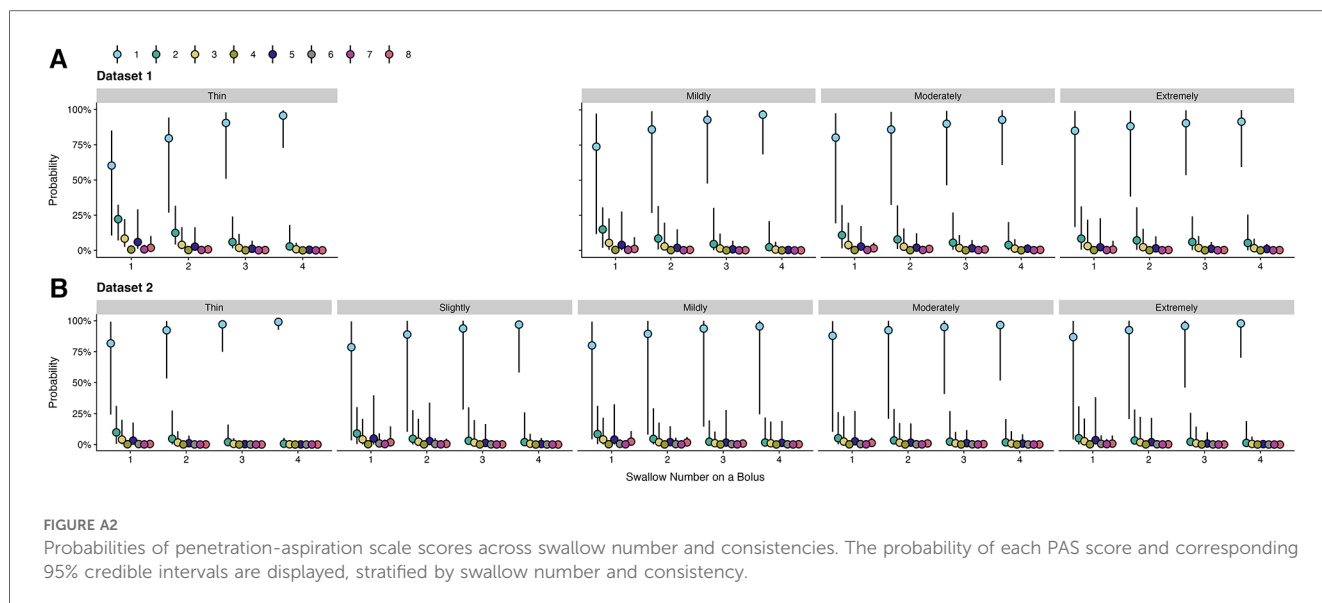 A
1 2 3 4 5 6 7 8
Dataset 1
Thin Mildly Moderately Extremely
100%
75%
50%
25%
0%
Probability
1 2 3 4 1 2 3 4 1 2 3 4 1 2 3 4
B
Dataset 2
Thin Slightly Mildly Moderately Extremely
100%
75%
50%
25%
0%
Probability
1 2 3 4 1 2 3 4 1 2 3 4 1 2 3 4 1 2 3 4
Swallow Number on a Bolus
FIGURE A2
Probabilities of penetration-aspiration scale scores across swallow number and consistencies. The probability of each PAS score and corresponding
95% credible intervals are displayed, stratified by swallow number and consistency.